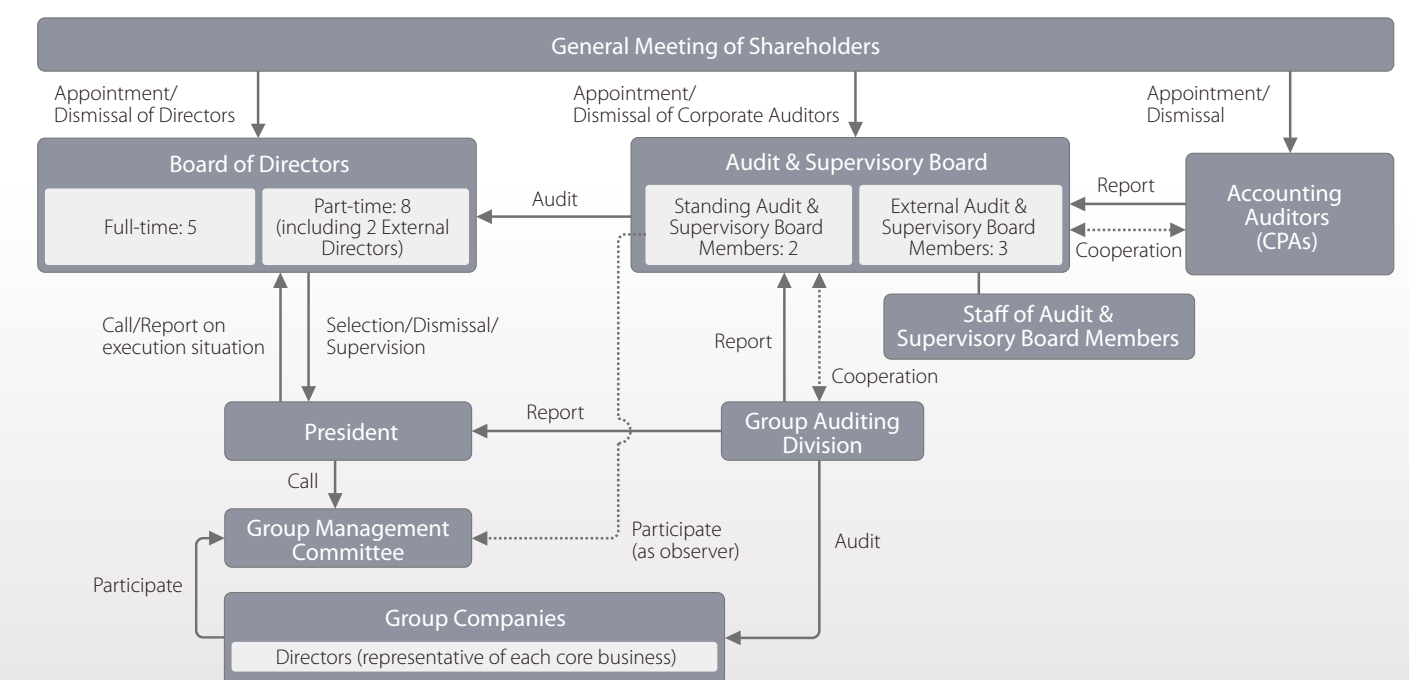 General Meeting of Shareholders
Appointment/
Dismissal of Directors
Appointment/
Dismissal of Corporate Auditors
Appointment/
Dismissal
Board of Directors
Full-time: 5
Part-time: 8
(including 2 External
Directors)
Audit
Audit & Supervisory Board
Standing Audit &
Supervisory Board
Members: 2
External Audit &
Supervisory Board
Members: 3
Report
Cooperation
Accounting
Auditors
(CPAs)
Call/Report on
execution situation
Selection/Dismissal/
Supervision
Report
Cooperation
Staff of Audit &
Supervisory Board Members
President
Report
Group Auditing
Division
Call
Group Management
Committee
Participate
(as observer)
Audit
Participate
Group Companies
Directors (representative of each core business)